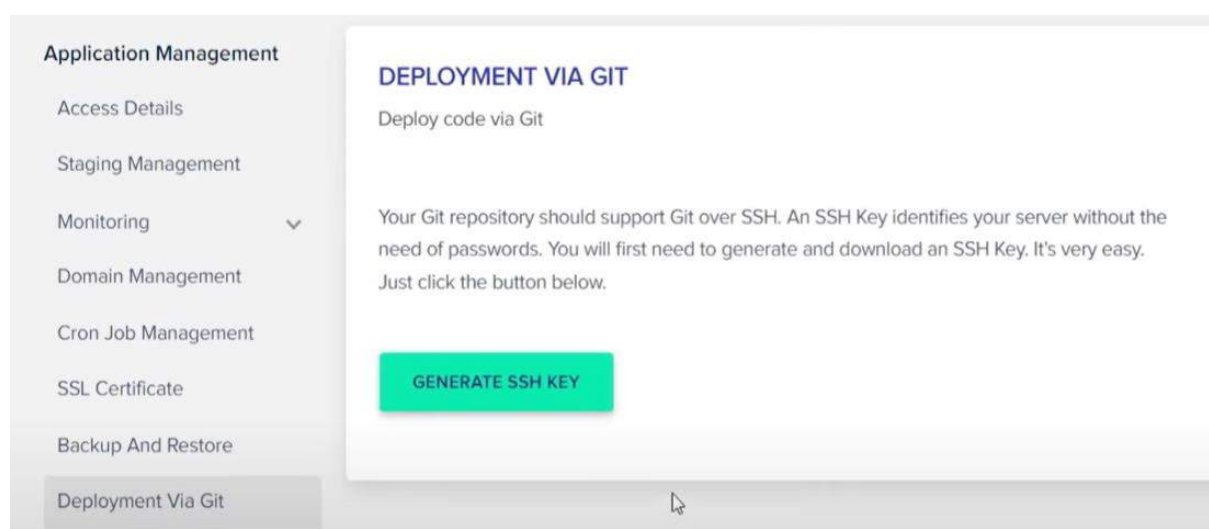 Application Management
Access Details
Staging Management
Monitoring
Domain Management
Cron Job Management
SSL Certificate
Backup And Restore
Deployment Via Git
DEPLOYMENT VIA GIT
Deploy code via Git
Your Git repository should support Git over SSH. An SSH Key identifies your server without the
need of passwords. You will first need to generate and download an SSH Key. It's very easy.
Just click the button below.
GENERATE SSH KEY